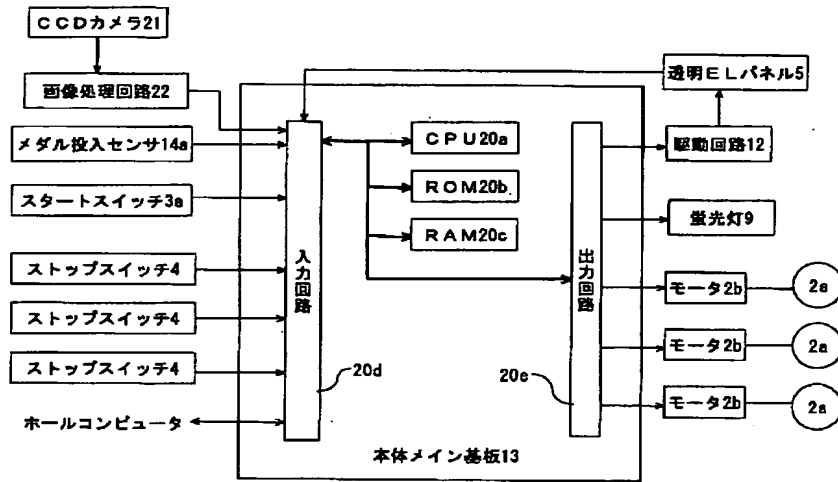 ＣＣＤカメラ21
画像処理回路22
メダル投入センサ14a
スタートスイッチ3a
ストップスイッチ4
ストップスイッチ4
ストップスイッチ4
ホールコンピュータ
入力回路
20d
ＣＰＵ20a
ＲＯＭ20b
ＲＡＭ20c
出力回路
20e
本体メイン基板13
透明ＥＬパネル5
駆動回路12
蛍光灯9
モータ2b
2a
モータ2b
2a
モータ2b
2a